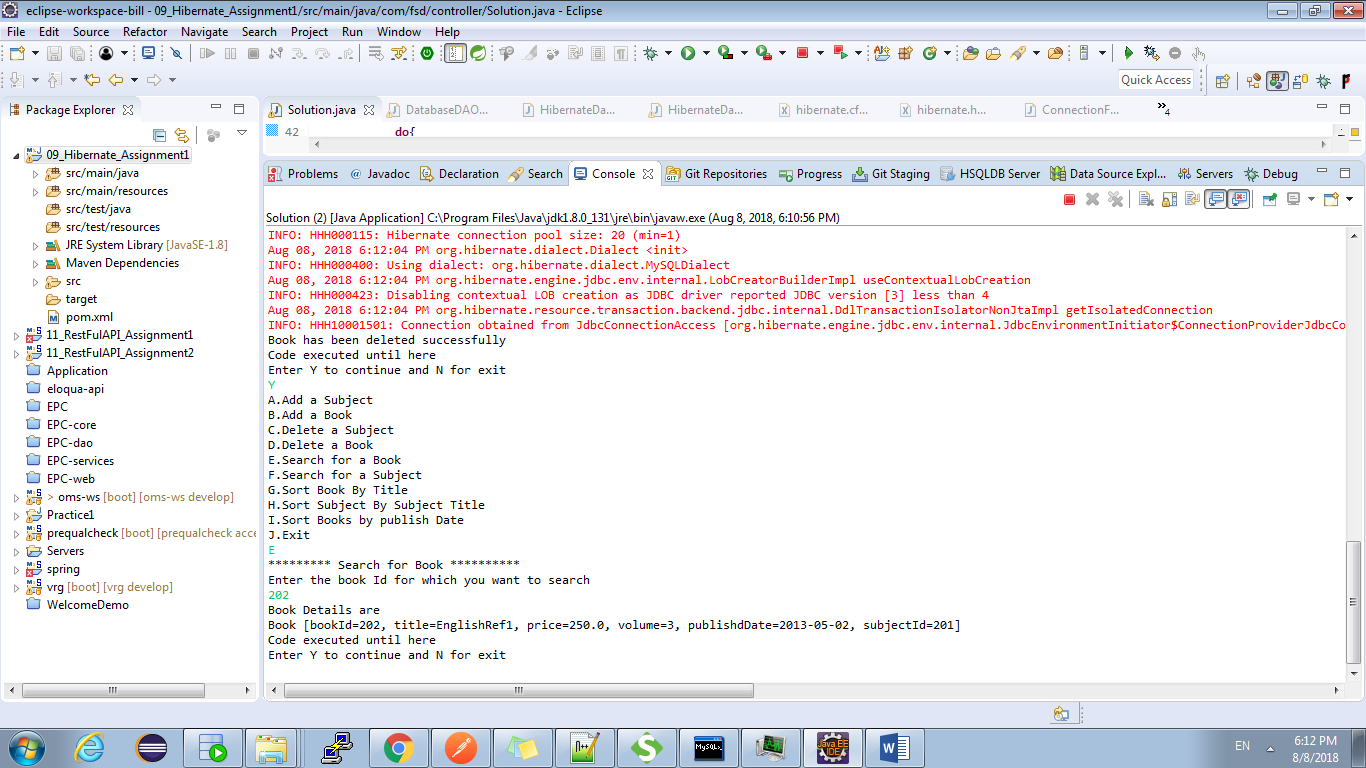 eclipse-workspace-bill - 09_Hibernate_Assignment1/src/main/java/com/fsd/controller/Solution.java - Eclipse
File Edit Source Refactor Navigate Search Project Run Window Help
Quick Access
Package Explorer
09_Hibernate_Assignment1
src/main/java
src/main/resources
src/test/java
src/test/resources
JRE System Library [JavaSE-1.8]
Maven Dependencies
src
target
pom.xml
11_RestFulAPI_Assignment1
11_RestFulAPI_Assignment2
Application
eloqua-api
EPC
EPC-core
EPC-dao
EPC-services
EPC-web
> oms-ws [boot] [oms-ws develop]
Practice1
prequalcheck [boot] [prequalcheck acce
Servers
spring
vrg [boot] [vrg develop]
WelcomeDemo
Solution.java DatabaseDAO... HibernateDa... HibernateDa... hibernate.cf... hibernate.h... ConnectionF... »4
42 do{
Problems @ Javadoc Declaration Search Console Git Repositories Progress Git Staging HSQLDB Server Data Source Expl... Servers Debug
Solution (2) [Java Application] C:\Program Files\Java\jdk1.8.0_131\jre\bin\javaw.exe (Aug 8, 2018, 6:10:56 PM)
INFO: HHH000115: Hibernate connection pool size: 20 (min=1)
Aug 08, 2018 6:12:04 PM org.hibernate.dialect.Dialect <init>
INFO: HHH000400: Using dialect: org.hibernate.dialect.MySQLDialect
Aug 08, 2018 6:12:04 PM org.hibernate.engine.jdbc.env.internal.LobCreatorBuilderImpl useContextualLobCreation
INFO: HHH000423: Disabling contextual LOB creation as JDBC driver reported JDBC version [3] less than 4
Aug 08, 2018 6:12:04 PM org.hibernate.resource.transaction.backend.jdbc.internal.DdlTransactionIsolatorNonJtaImpl getIsolatedConnection
INFO: HHH10001501: Connection obtained from JdbcConnectionAccess [org.hibernate.engine.jdbc.env.internal.JdbcEnvironmentInitiator$ConnectionProviderJdbcCo
Book has been deleted successfully
Code executed until here
Enter Y to continue and N for exit
Y
A.Add a Subject
B.Add a Book
C.Delete a Subject
D.Delete a Book
E.Search for a Book
F.Search for a Subject
G.Sort Book By Title
H.Sort Subject By Subject Title
I.Sort Books by publish Date
J.Exit
E
********* Search for Book **********
Enter the book Id for which you want to search
202
Book Details are
Book [bookId=202, title=EnglishRef1, price=250.0, volume=3, publishdDate=2013-05-02, subjectId=201]
Code executed until here
Enter Y to continue and N for exit
EN
6:12 PM
8/8/2018